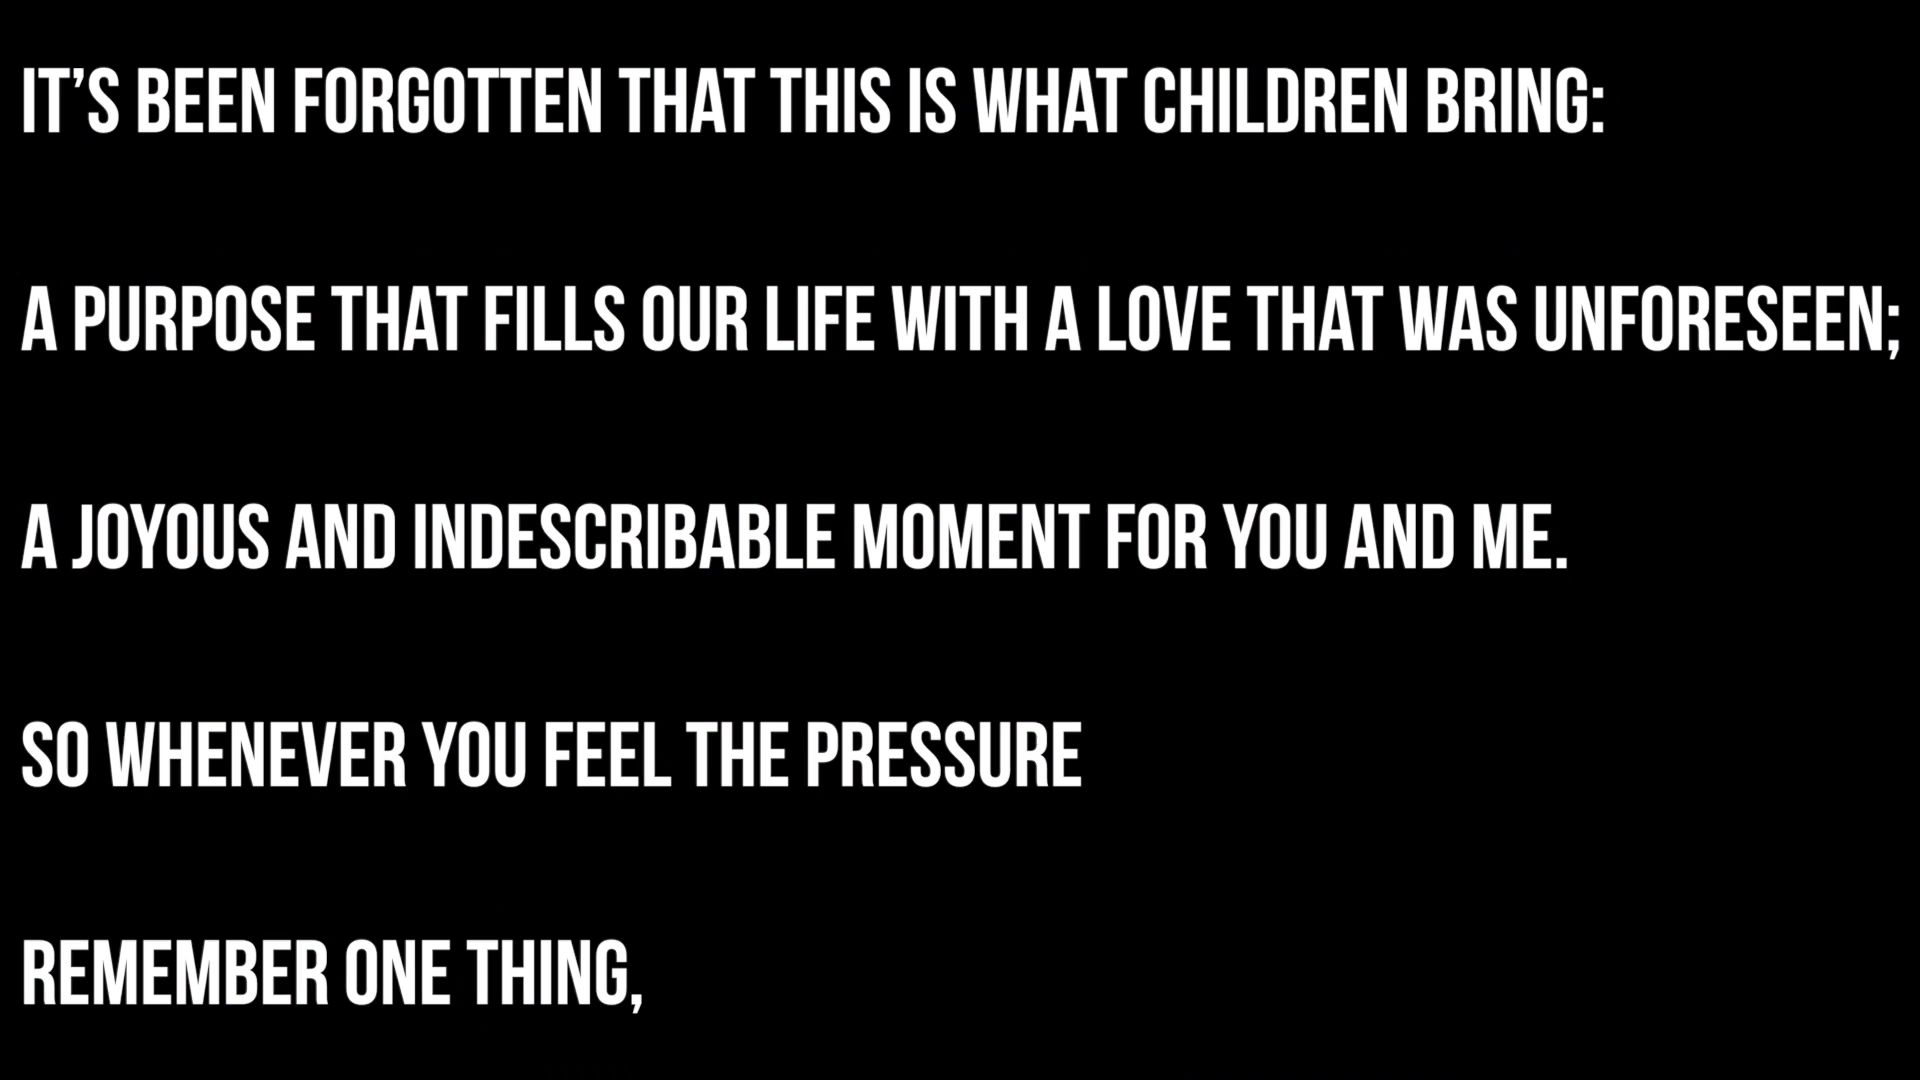 IT’S BEEN FORGOTTEN THAT THIS IS WHAT CHILDREN BRING:
A PURPOSE THAT FILLS OUR LIFE WITH A LOVE THAT WAS UNFORESEEN;
A JOYOUS AND INDESCRIBABLE MOMENT FOR YOU AND ME.
SO WHENEVER YOU FEEL THE PRESSURE
REMEMBER ONE THING,